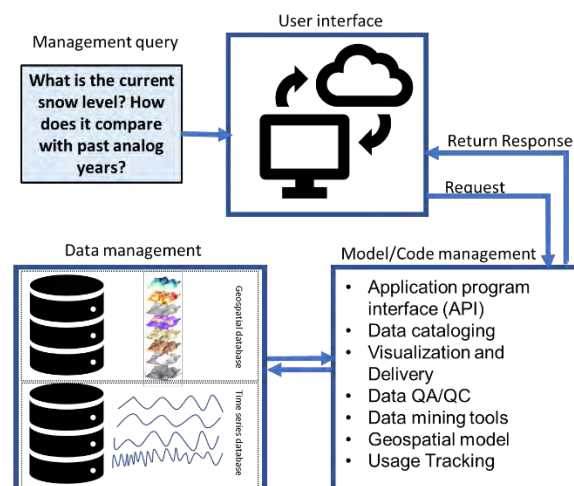 User interface
Management query
What is the current
snow level? How
does it compare
with past analog
years?
Return Response
Request
Data management
Geospatial database
Time series database
Model/Code management
• Application program
interface (API)
• Data cataloging
• Visualization and
Delivery
• Data QA/QC
• Data mining tools
• Geospatial model
• Usage Tracking